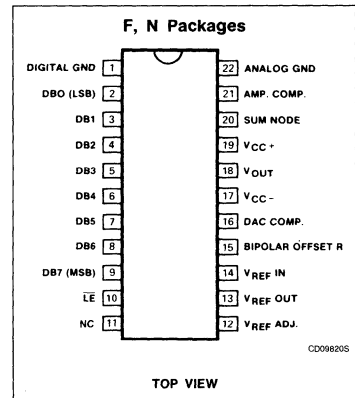 F, N Packages
DIGITAL GND 1
DB0 (LSB) 2
DB1 3
DB2 4
DB3 5
DB4 6
DB5 7
DB6 8
DB7 (MSB) 9
LE 10
NC 11
22 ANALOG GND
21 AMP. COMP.
20 SUM NODE
19 VCC +
18 VOUT
17 VCC −
16 DAC COMP.
15 BIPOLAR OFFSET R
14 VREF IN
13 VREF OUT
12 VREF ADJ.
CD09820S
TOP VIEW